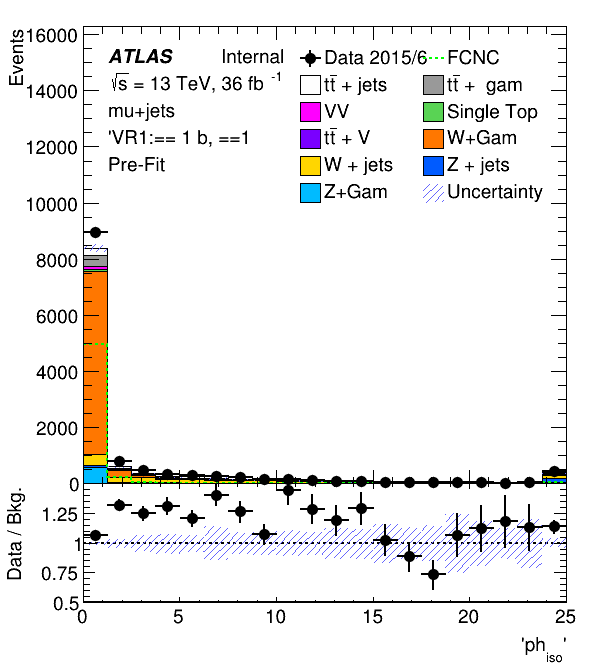 Events
16000
14000
12000
10000
8000
6000
4000
2000
0
ATLAS Internal
√s = 13 TeV, 36 fb -1
mu+jets
'VR1:== 1 b, ==1
Pre-Fit
Data 2015/6 FCNC
tt̄ + jets tt̄ + gam
VV Single Top
tt̄ + V W+Gam
W + jets Z + jets
Z+Gam Uncertainty
Data / Bkg.
1.25
1
0.75
0.5
0 5 10 15 20 25
'ph iso '